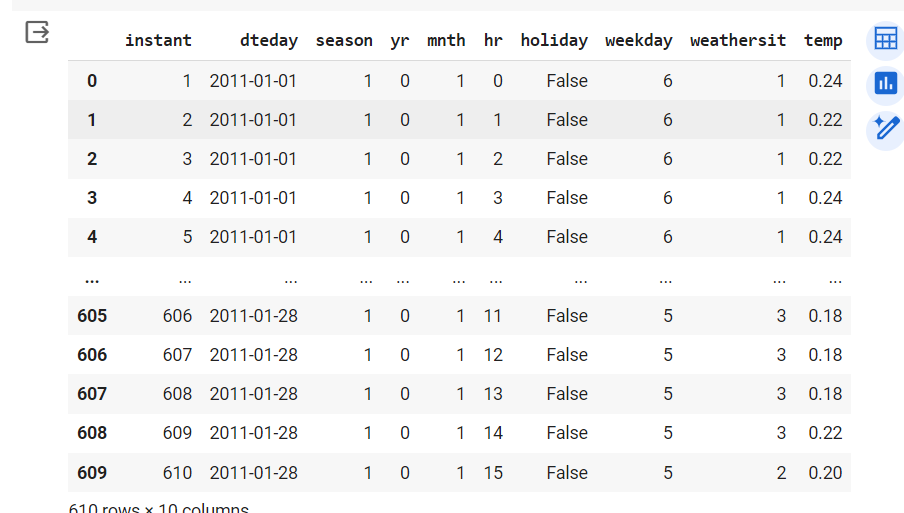 instant dteday season yr mnth hr holiday weekday weathersit temp
0 1 2011-01-01 1 0 1 0 False 6 1 0.24
1 2 2011-01-01 1 0 1 1 False 6 1 0.22
2 3 2011-01-01 1 0 1 2 False 6 1 0.22
3 4 2011-01-01 1 0 1 3 False 6 1 0.24
4 5 2011-01-01 1 0 1 4 False 6 1 0.24
... ... ... ... ... ... ... ... ... ... ...
605 606 2011-01-28 1 0 1 11 False 5 3 0.18
606 607 2011-01-28 1 0 1 12 False 5 3 0.18
607 608 2011-01-28 1 0 1 13 False 5 3 0.18
608 609 2011-01-28 1 0 1 14 False 5 3 0.22
609 610 2011-01-28 1 0 1 15 False 5 2 0.20
610 rows × 10 columns